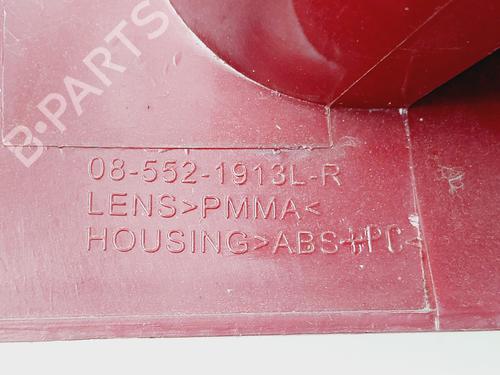 B·PARTS
08-552-1913L-R
LENS>PMMA<
HOUSING>ABS+PC<